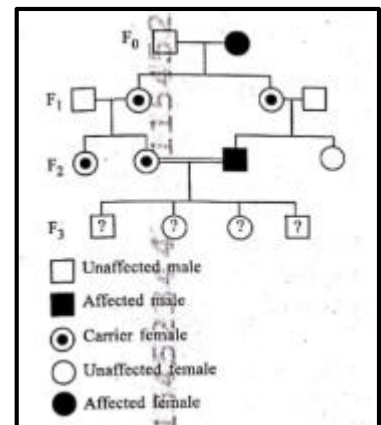 F0
F1
F2
F3
? ? ? ?
Unaffected male
Affected male
Carrier female
Unaffected female
Affected female